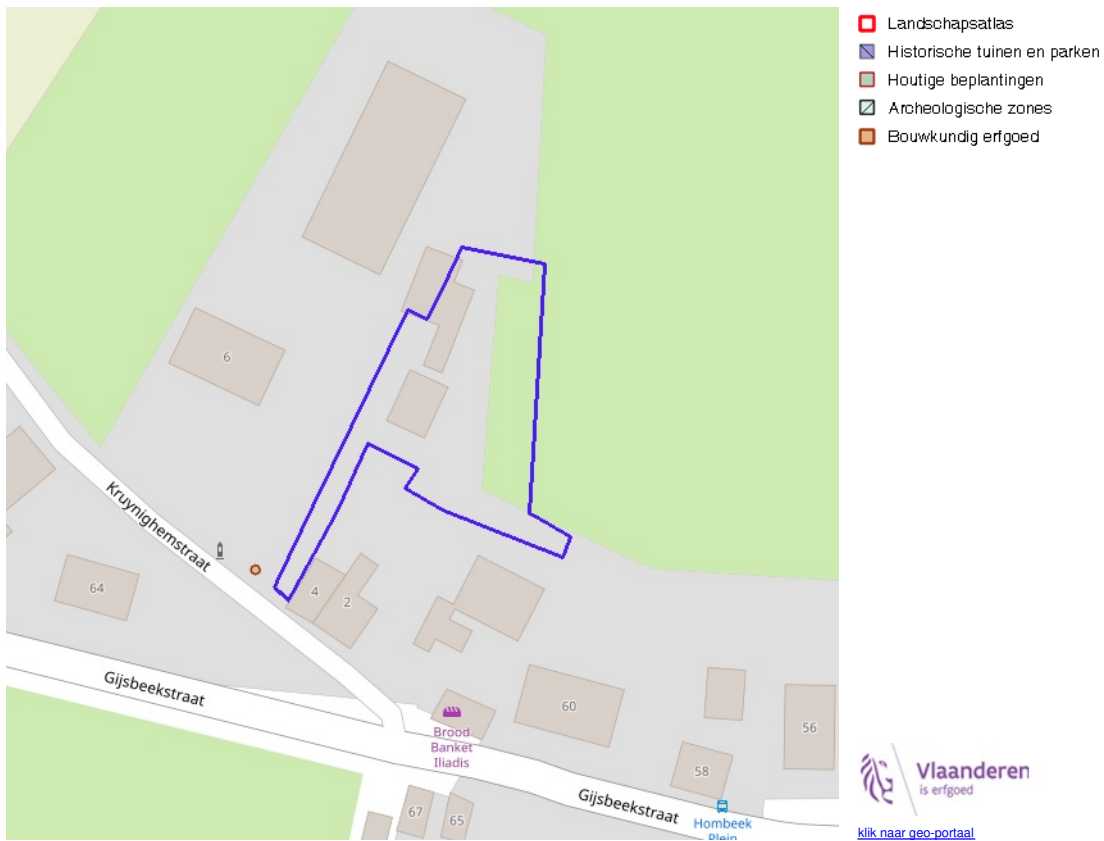 Landschapsatlas
Historische tuinen en parken
Houtige beplantingen
Archeologische zones
Bouwkundig erfgoed
6
Kruynighemstraat
64
4
2
Gijsbeekstraat
60
56
Brood
Banket
Iliadis
58
Gijsbeekstraat
67
65
Hombeek
Plein
Vlaanderen
is erfgoed
klik naar geo-portaal